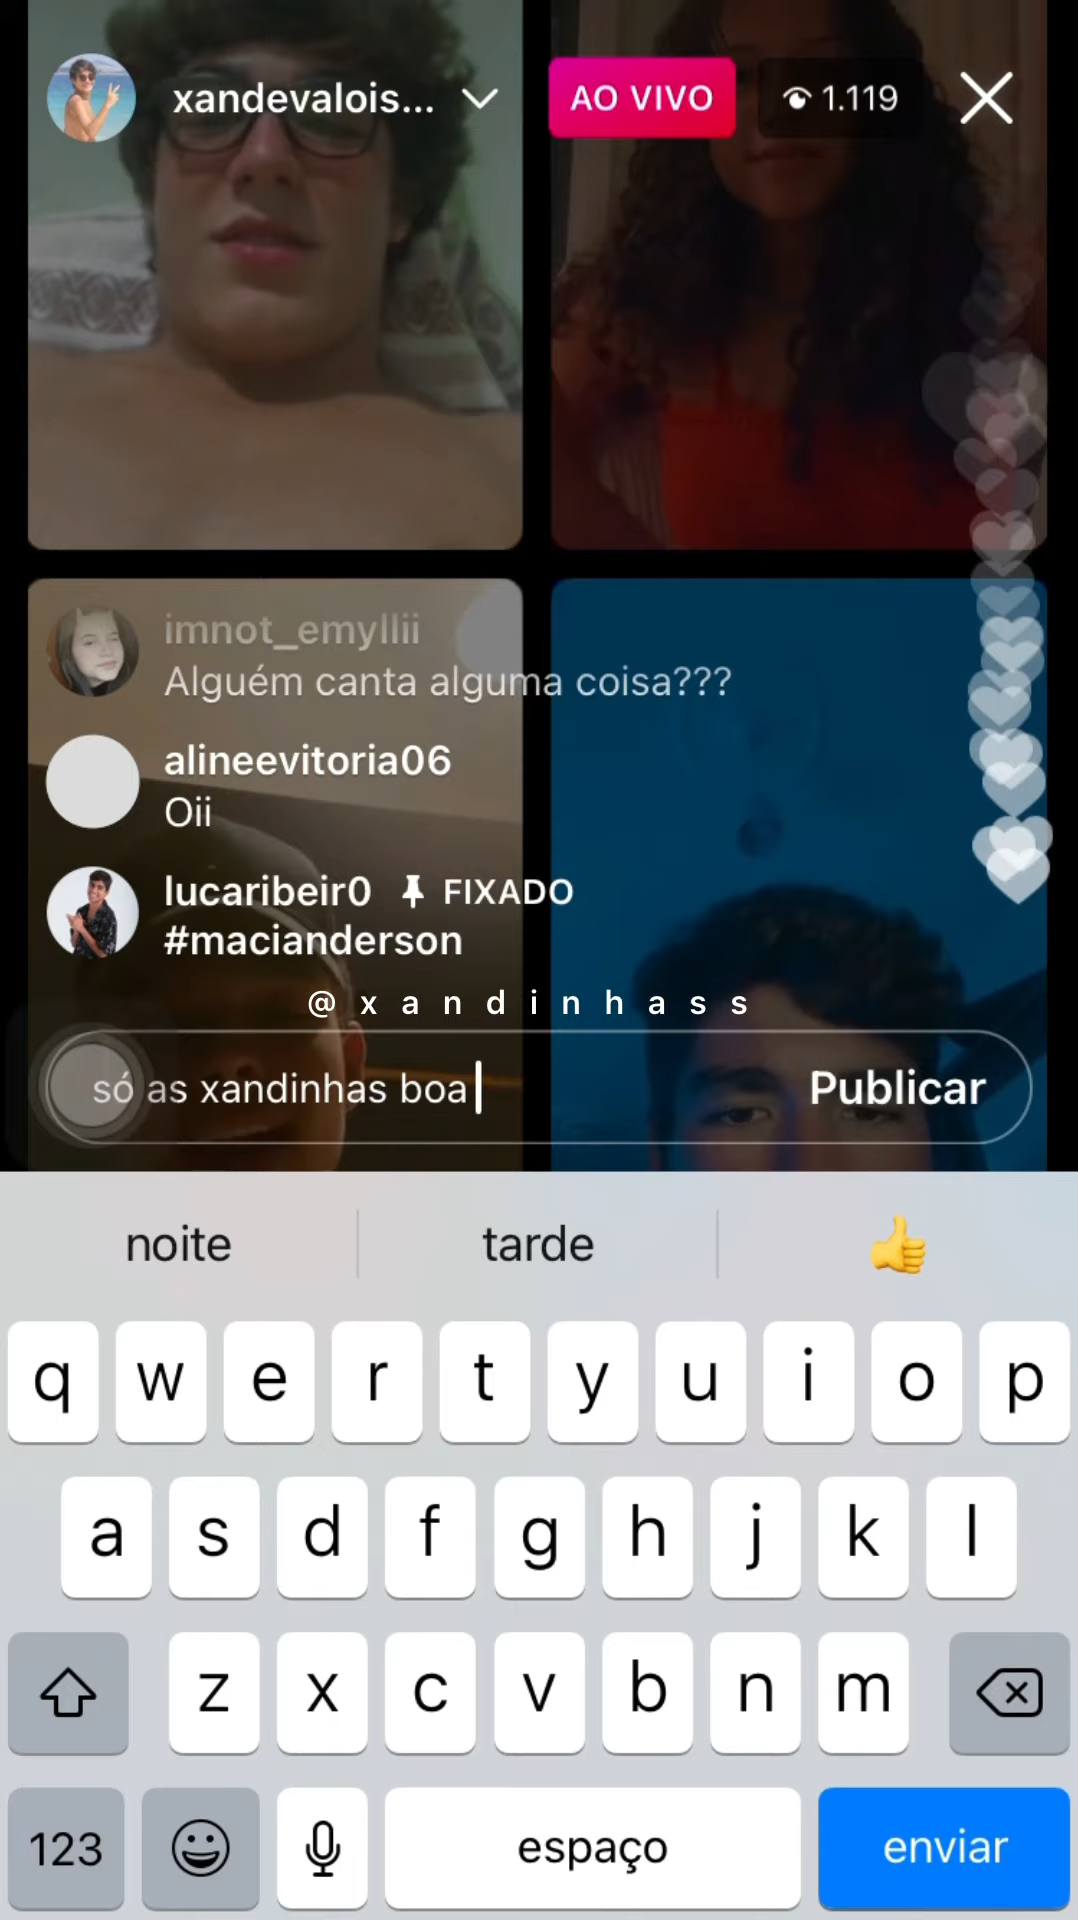 xandevalois...
AO VIVO
1.119
imnot_emyllii
Alguém canta alguma coisa???
alineevitoria06
Oii
lucaribeir0 FIXADO
#macianderson
@xandinhass
só as xandinhas boa
Publicar
noite tarde 👍
q w e r t y u i o p
a s d f g h j k l
z x c v b n m
123 espaço enviar